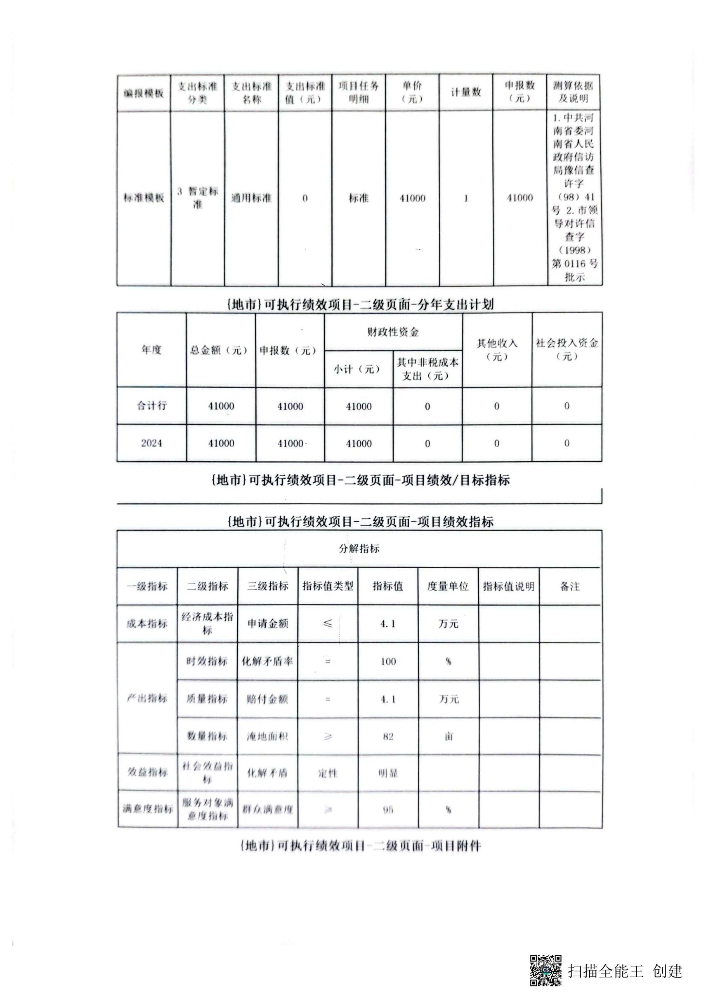 编报模板 支出标准分类 支出标准名称 支出标准值（元） 项目任务明细 单价（元） 计量数 申报数（元） 测算依据及说明
标准模板 3 暂定标准 通用标准 0 标准 41000 1 41000 1. 中共河南省委河南省人民政府信访局豫信查许字（98）41号 2. 市领导对许信查字（1998）第 0116 号批示
{地市}可执行绩效项目-二级页面-分年支出计划
年度 总金额（元） 申报数（元） 财政性资金 其他收入（元） 社会投入资金（元）
小计（元） 其中非税成本支出（元）
合计行 41000 41000 41000 0 0 0
2024 41000 41000 41000 0 0 0
{地市}可执行绩效项目-二级页面-项目绩效/目标指标
{地市}可执行绩效项目-二级页面-项目绩效指标
分解指标
一级指标 二级指标 三级指标 指标值类型 指标值 度量单位 指标值说明 备注
成本指标 经济成本指标 申请金额 ≤ 4.1 万元
产出指标 时效指标 化解矛盾率 = 100 %
质量指标 赔付金额 = 4.1 万元
数量指标 淹地面积 ≥ 82 亩
效益指标 社会效益指标 化解矛盾 定性 明显
满意度指标 服务对象满意度指标 群众满意度 ≥ 95 %
{地市}可执行绩效项目-二级页面-项目附件
CS
扫描全能王 创建